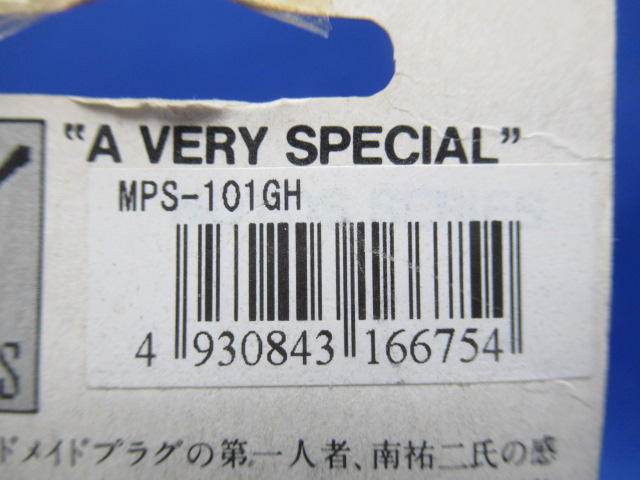 "A VERY SPECIAL"
MPS-101GH
4 930843 166754
ドメイドプラグの第一人者、南祐二氏の感